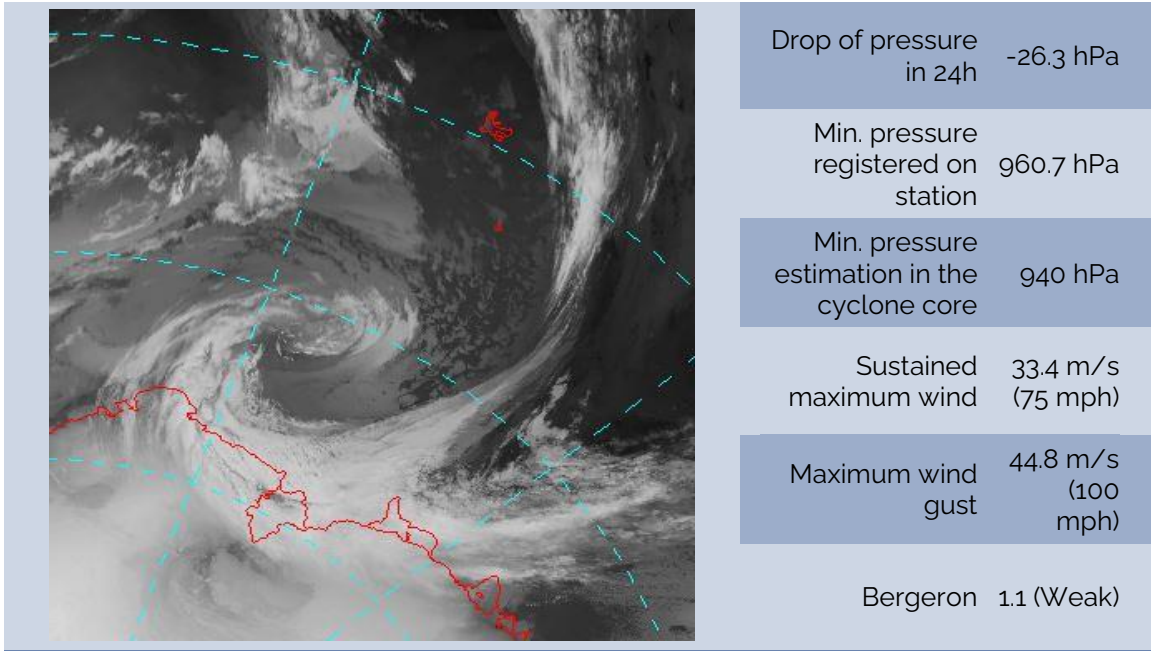 Drop of pressure
in 24h
-26.3 hPa
Min. pressure
registered on
station
960.7 hPa
Min. pressure
estimation in the
cyclone core
940 hPa
Sustained
maximum wind
33.4 m/s
(75 mph)
Maximum wind
gust
44.8 m/s
(100
mph)
Bergeron
1.1 (Weak)